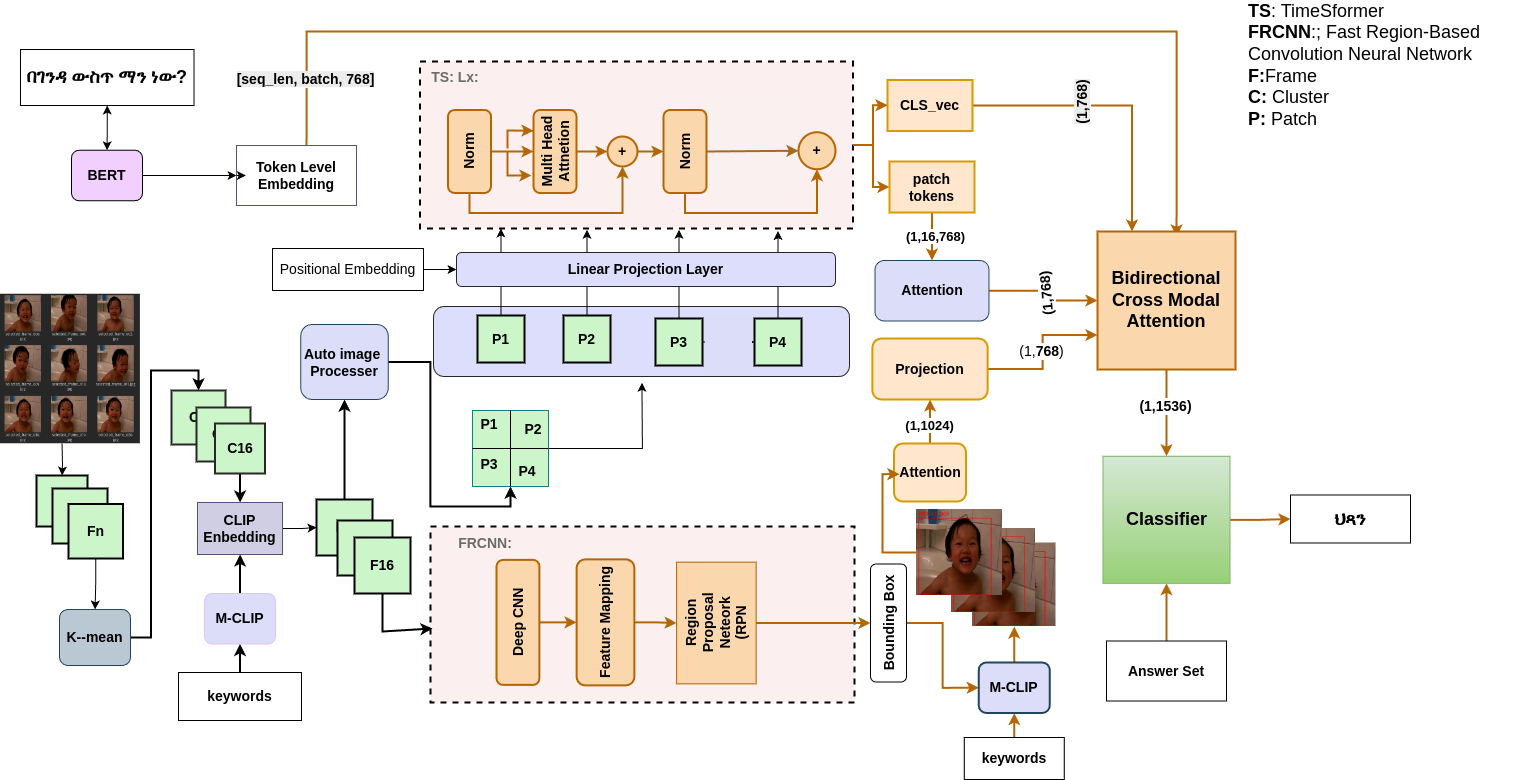 TS: TimeSformer
FRCNN:; Fast Region-Based
Convolution Neural Network
F:Frame
C: Cluster
P: Patch
በገንዳ ውስጥ ማን ነው?
BERT
[seq_len, batch, 768]
Token Level
Embedding
TS: Lx:
Norm
Multi Head
Attnetion
+
Norm
+
CLS_vec
(1,768)
patch
tokens
(1,16,768)
Attention
(1,768)
Bidirectional
Cross Modal
Attention
Positional Embedding
Linear Projection Layer
P1
P2
P3
P4
Auto image
Processer
P1
P2
P3
P4
Projection
(1,768)
(1,1024)
Attention
(1,1536)
C16
Fn
K--mean
CLIP
Enbedding
M-CLIP
keywords
F16
FRCNN:
Deep CNN
Feature Mapping
Region
Proposal
Neteork
(RPN
Bounding Box
M-CLIP
keywords
Classifier
ህጻን
Answer Set